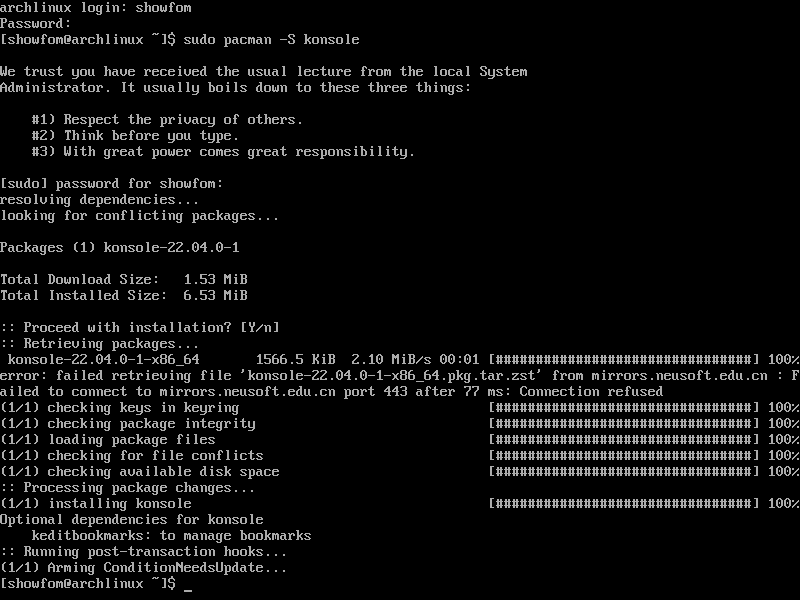 archlinux login: showfom
Password:
[showfom@archlinux ~]$ sudo pacman -S konsole
We trust you have received the usual lecture from the local System
Administrator. It usually boils down to these three things:
#1) Respect the privacy of others.
#2) Think before you type.
#3) With great power comes great responsibility.
[sudo] password for showfom:
resolving dependencies...
looking for conflicting packages...
Packages (1) konsole-22.04.0-1
Total Download Size:   1.53 MiB
Total Installed Size:  6.53 MiB
:: Proceed with installation? [Y/n]
:: Retrieving packages...
konsole-22.04.0-1-x86_64       1566.5 KiB  2.10 MiB/s 00:01 [################################] 100%
error: failed retrieving file 'konsole-22.04.0-1-x86_64.pkg.tar.zst' from mirrors.neusoft.edu.cn : F
ailed to connect to mirrors.neusoft.edu.cn port 443 after 77 ms: Connection refused
(1/1) checking keys in keyring                               [################################] 100%
(1/1) checking package integrity                             [################################] 100%
(1/1) loading package files                                  [################################] 100%
(1/1) checking for file conflicts                            [################################] 100%
(1/1) checking available disk space                          [################################] 100%
:: Processing package changes...
(1/1) installing konsole                                     [################################] 100%
Optional dependencies for konsole
keditbookmarks: to manage bookmarks
:: Running post-transaction hooks...
(1/1) Arming ConditionNeedsUpdate...
[showfom@archlinux ~]$ _